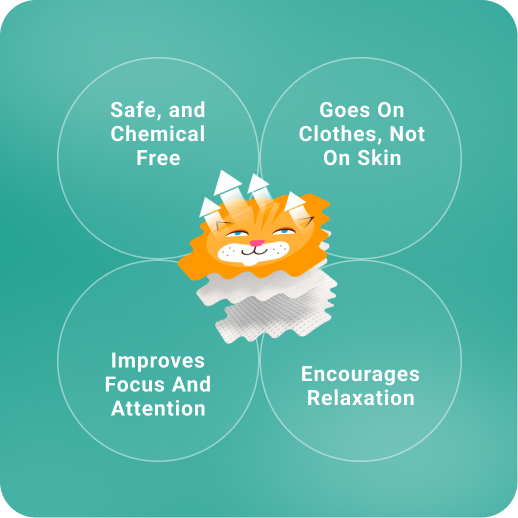 Safe, and
Chemical
Free
Goes On
Clothes, Not
On Skin
Improves
Focus And
Attention
Encourages
Relaxation